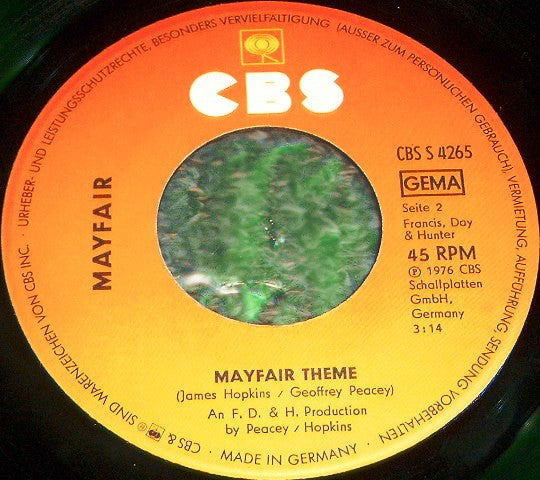 URHEBER- UND LEISTUNGSSCHUTZRECHTE, BESONDERS VERVIELFÄLTIGUNG (AUSSER ZUM PERSÖNLICHEN GEBRAUCH), VERMIETUNG, AUFFÜHRUNG, SENDUNG VORBEHALTEN
CBS
MAYFAIR
CBS S 4265
GEMA
Seite 2
Francis, Day
& Hunter
45 RPM
℗ 1976 CBS
Schallplatten
GmbH,
Germany
3:14
MAYFAIR THEME
(James Hopkins / Geoffrey Peacey)
An F. D. & H. Production
by Peacey / Hopkins
CBS & SIND WARENZEICHEN VON CBS INC. · MADE IN GERMANY ·